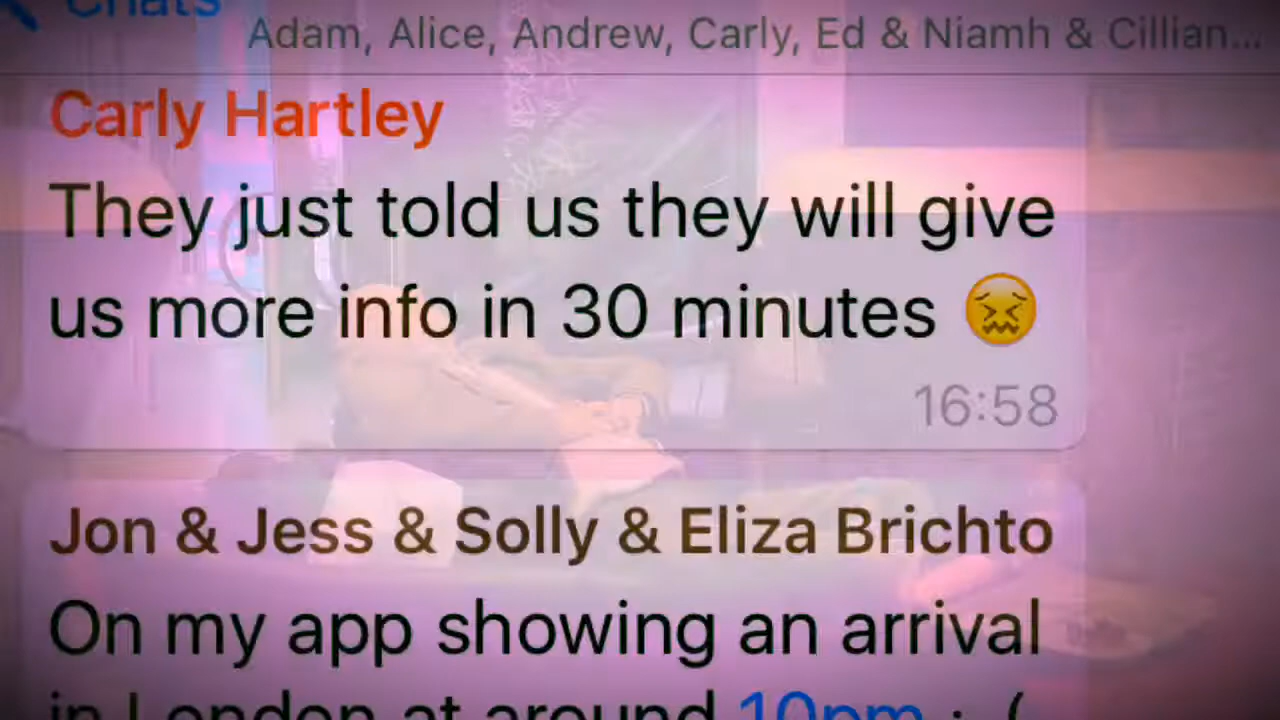 Chats
Adam, Alice, Andrew, Carly, Ed & Niamh & Cillian...
Carly Hartley
They just told us they will give
us more info in 30 minutes 😖
16:58
Jon & Jess & Solly & Eliza Brichto
On my app showing an arrival
in London at around 10pm :-(